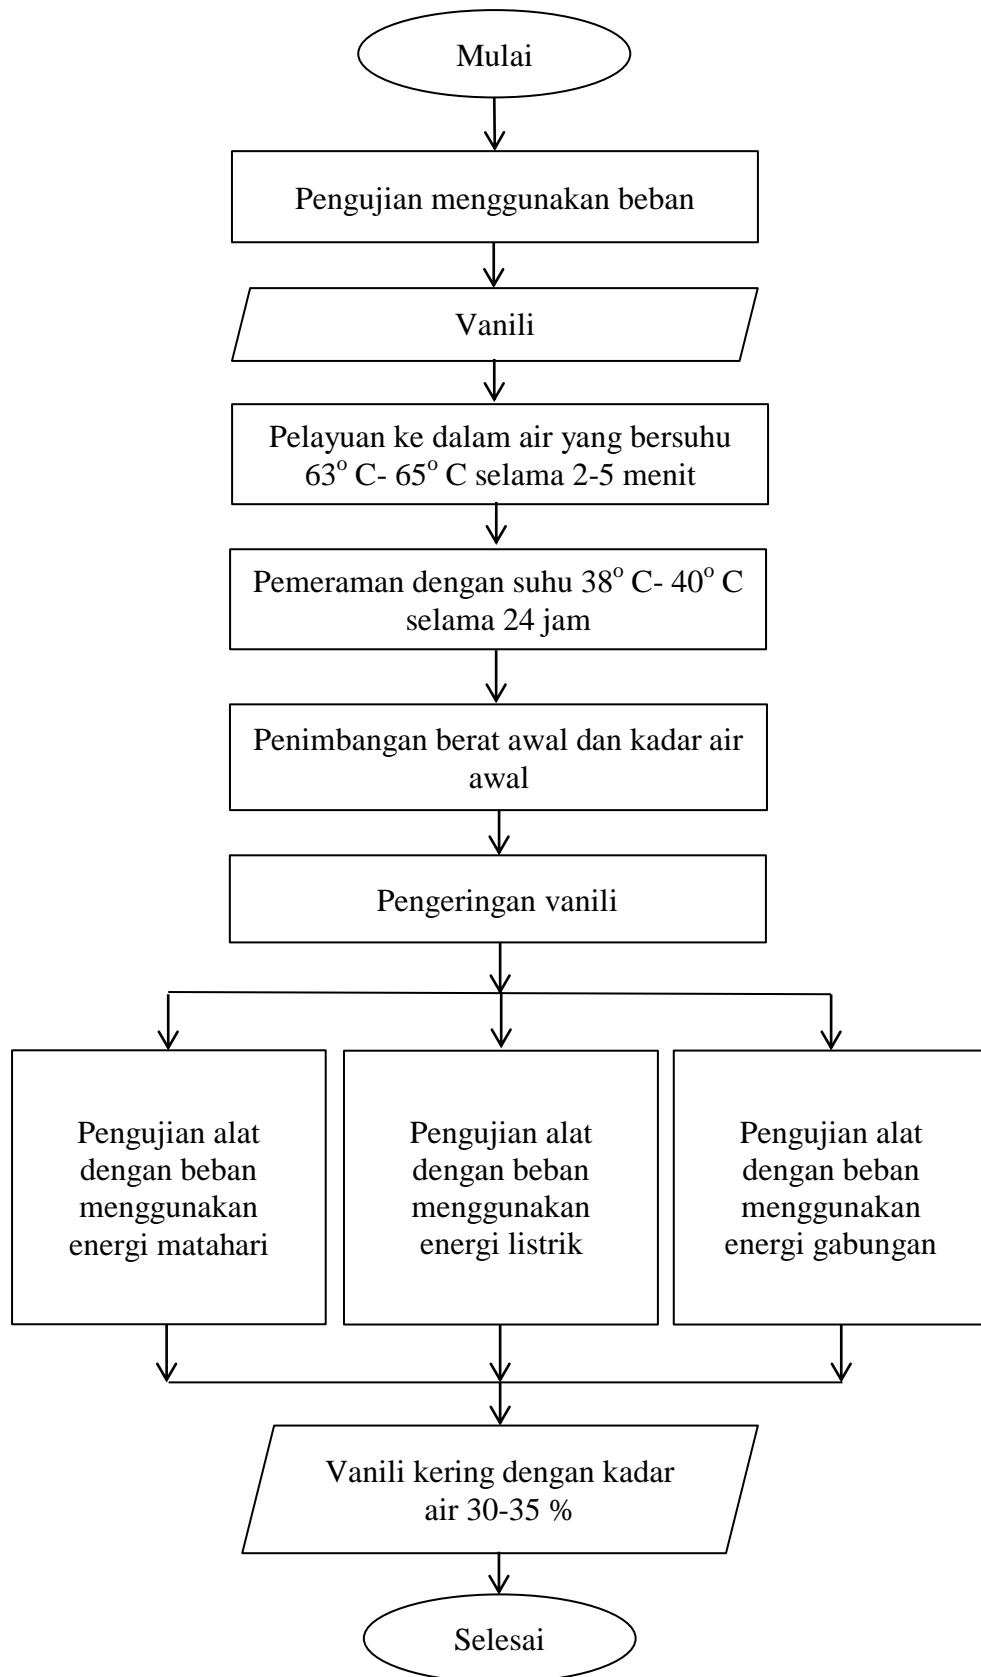 Mulai
Pengujian menggunakan beban
Vanili
Pelayuan ke dalam air yang bersuhu
63° C- 65° C selama 2-5 menit
Pemeraman dengan suhu 38° C- 40° C
selama 24 jam
Penimbangan berat awal dan kadar air
awal
Pengeringan vanili
Pengujian alat
dengan beban
menggunakan
energi matahari
Pengujian alat
dengan beban
menggunakan
energi listrik
Pengujian alat
dengan beban
menggunakan
energi gabungan
Vanili kering dengan kadar
air 30-35 %
Selesai